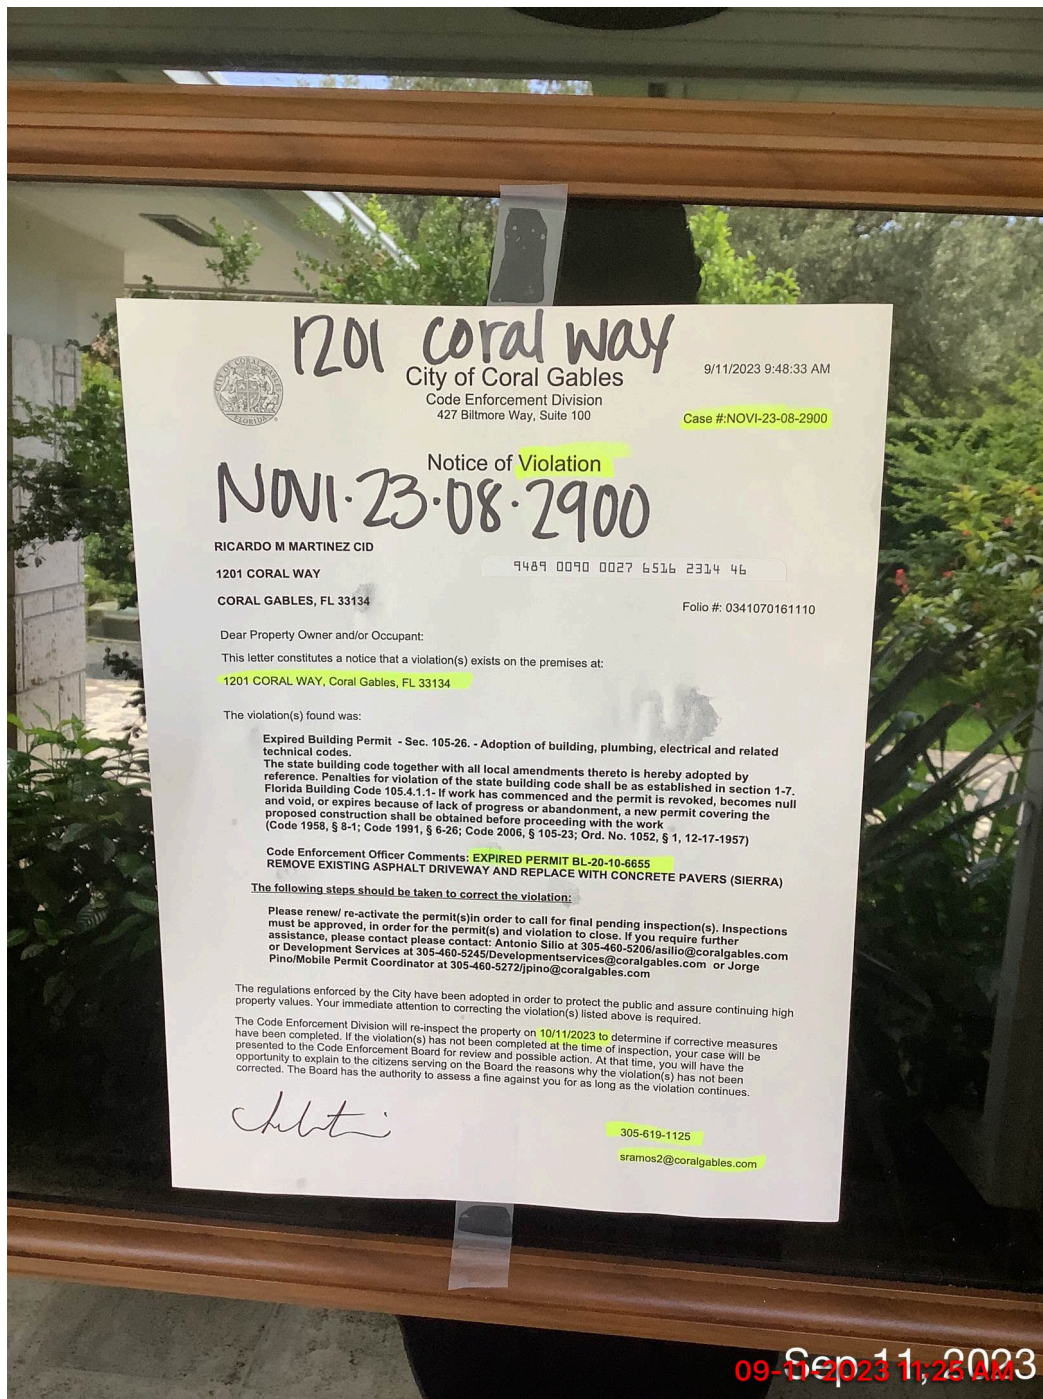 1201 coral way
City of Coral Gables
9/11/2023 9:48:33 AM
Code Enforcement Division
427 Biltmore Way, Suite 100
Case #:NOVI-23-08-2900
Notice of Violation
NOVI·23·08·2900
RICARDO M MARTINEZ CID
9489 0090 0027 6516 2314 46
1201 CORAL WAY
CORAL GABLES, FL 33134
Folio #: 0341070161110
Dear Property Owner and/or Occupant:
This letter constitutes a notice that a violation(s) exists on the premises at:
1201 CORAL WAY, Coral Gables, FL 33134
The violation(s) found was:
Expired Building Permit - Sec. 105-26. - Adoption of building, plumbing, electrical and related
technical codes.
The state building code together with all local amendments thereto is hereby adopted by
reference. Penalties for violation of the state building code shall be as established in section 1-7.
Florida Building Code 105.4.1.1- If work has commenced and the permit is revoked, becomes null
and void, or expires because of lack of progress or abandonment, a new permit covering the
proposed construction shall be obtained before proceeding with the work
(Code 1958, § 8-1; Code 1991, § 6-26; Code 2006, § 105-23; Ord. No. 1052, § 1, 12-17-1957)
Code Enforcement Officer Comments: EXPIRED PERMIT BL-20-10-6655
REMOVE EXISTING ASPHALT DRIVEWAY AND REPLACE WITH CONCRETE PAVERS (SIERRA)
The following steps should be taken to correct the violation:
Please renew/ re-activate the permit(s)in order to call for final pending inspection(s). Inspections
must be approved, in order for the permit(s) and violation to close. If you require further
assistance, please contact please contact: Antonio Silio at 305-460-5206/asilio@coralgables.com
or Development Services at 305-460-5245/Developmentservices@coralgables.com or Jorge
Pino/Mobile Permit Coordinator at 305-460-5272/jpino@coralgables.com
The regulations enforced by the City have been adopted in order to protect the public and assure continuing high
property values. Your immediate attention to correcting the violation(s) listed above is required.
The Code Enforcement Division will re-inspect the property on 10/11/2023 to determine if corrective measures
have been completed. If the violation(s) has not been completed at the time of inspection, your case will be
presented to the Code Enforcement Board for review and possible action. At that time, you will have the
opportunity to explain to the citizens serving on the Board the reasons why the violation(s) has not been
corrected. The Board has the authority to assess a fine against you for as long as the violation continues.
305-619-1125
sramos2@coralgables.com
Sep 11, 2023
09-11-2023 11:25 AM